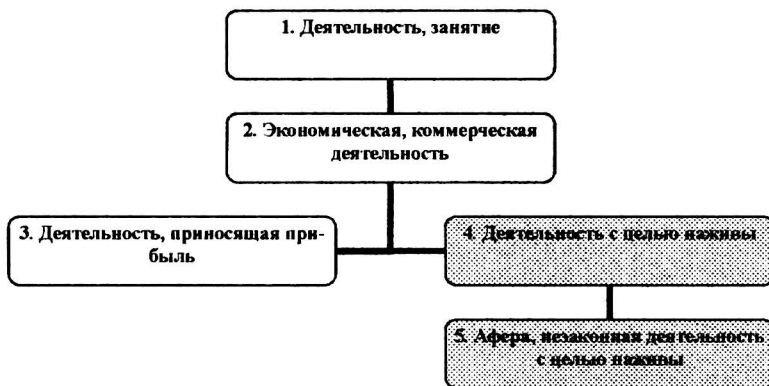 1. Деятельность, занятие
2. Экономическая, коммерческая
деятельность
3. Деятельность, приносящая при-
быль
4. Деятельность с целью наживы
5. Афера, незаконная деятельность
с целью наживы